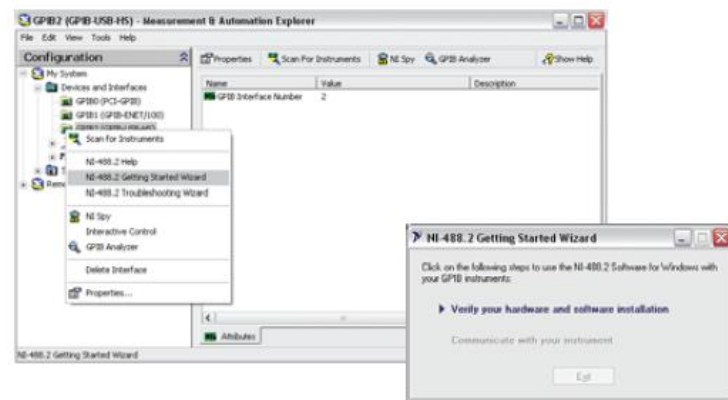 GPIB2 (GPIB-USB-HS) - Measurement & Automation Explorer
File Edit View Tools Help
Configuration
Properties Scan For Instruments NI Spy GPIB Analyzer Show Help
My System
Devices and Interfaces
GPIB0 (PCI-GPIB)
GPIB1 (GPIB-ENET/100)
Name Value Description
GPIB Interface Number 2
Scan for Instruments
NI-488.2 Help
NI-488.2 Getting Started Wizard
NI-488.2 Troubleshooting Wizard
NI Spy
Interactive Control
GPIB Analyzer
Delete Interface
Properties...
Attributes
NI-488.2 Getting Started Wizard
NI-488.2 Getting Started Wizard
Click on the following steps to use the NI-488.2 Software for Windows with
your GPIB instruments:
Verify your hardware and software installation
Communicate with your instrument
Exit